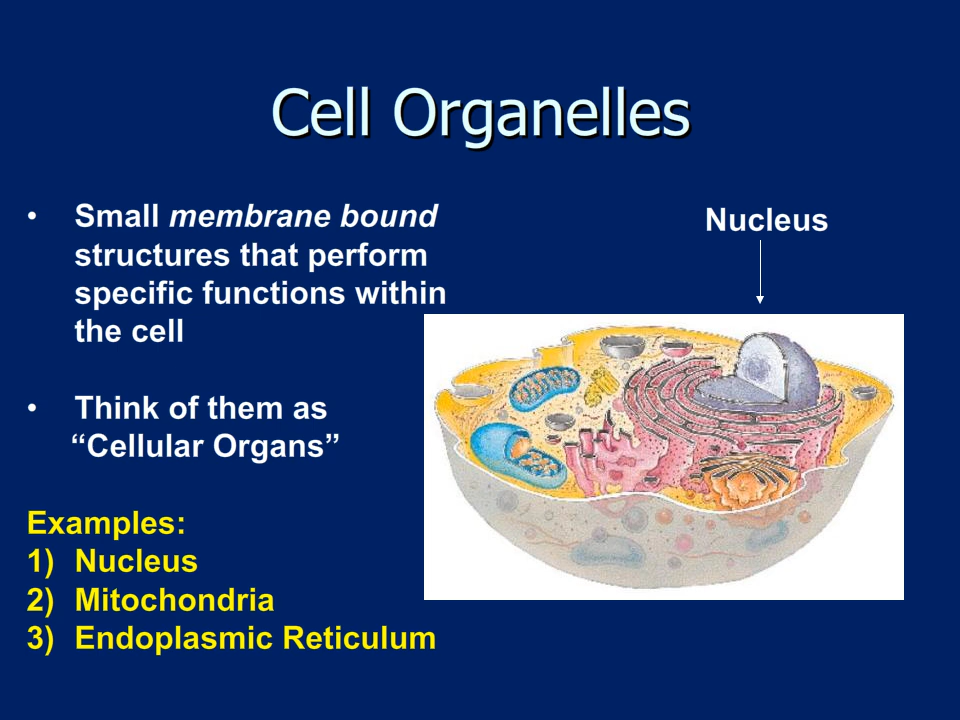 Cell Organelles
• Small membrane bound
structures that perform
specific functions within
the cell
• Think of them as
“Cellular Organs”
Examples:
1) Nucleus
2) Mitochondria
3) Endoplasmic Reticulum
Nucleus